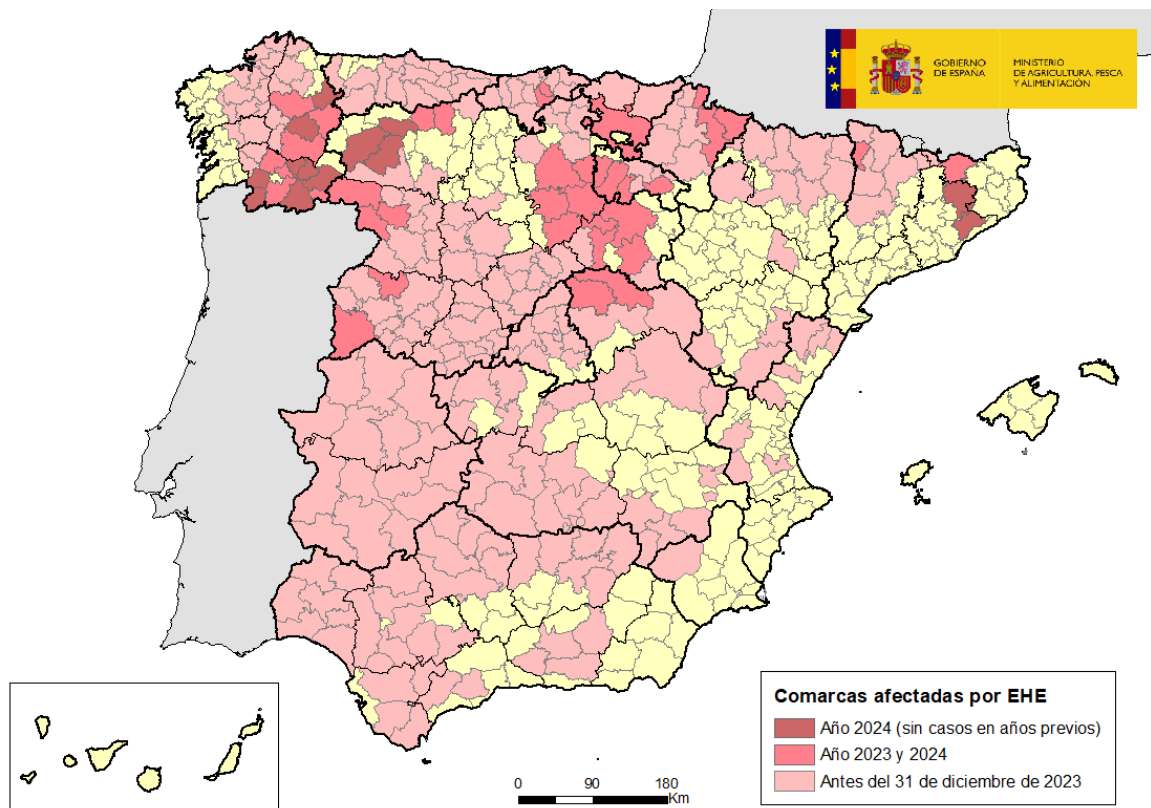 GOBIERNO
DE ESPAÑA
MINISTERIO
DE AGRICULTURA, PESCA
Y ALIMENTACIÓN
Comarcas afectadas por EHE
Año 2024 (sin casos en años previos)
Año 2023 y 2024
Antes del 31 de diciembre de 2023
0 90 180
Km